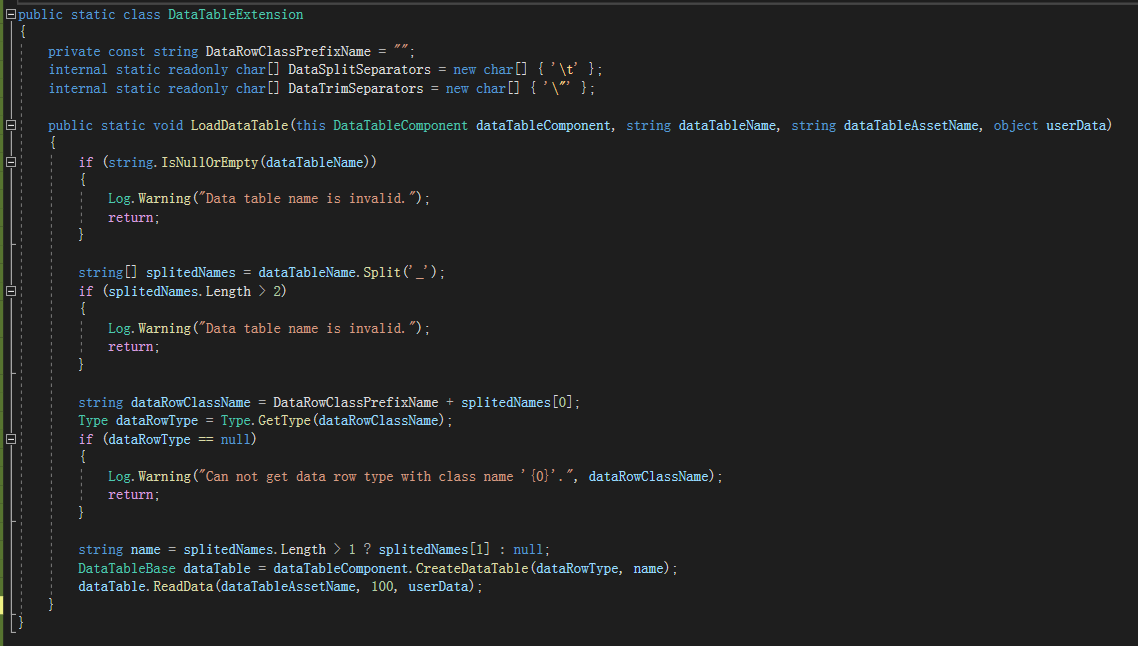 public static class DataTableExtension
{
private const string DataRowClassPrefixName = "";
internal static readonly char[] DataSplitSeparators = new char[] { '\t' };
internal static readonly char[] DataTrimSeparators = new char[] { '\"' };
public static void LoadDataTable(this DataTableComponent dataTableComponent, string dataTableName, string dataTableAssetName, object userData)
{
if (string.IsNullOrEmpty(dataTableName))
{
Log.Warning("Data table name is invalid.");
return;
}
string[] splitedNames = dataTableName.Split('_');
if (splitedNames.Length > 2)
{
Log.Warning("Data table name is invalid.");
return;
}
string dataRowClassName = DataRowClassPrefixName + splitedNames[0];
Type dataRowType = Type.GetType(dataRowClassName);
if (dataRowType == null)
{
Log.Warning("Can not get data row type with class name '{0}'.", dataRowClassName);
return;
}
string name = splitedNames.Length > 1 ? splitedNames[1] : null;
DataTableBase dataTable = dataTableComponent.CreateDataTable(dataRowType, name);
dataTable.ReadData(dataTableAssetName, 100, userData);
}
}